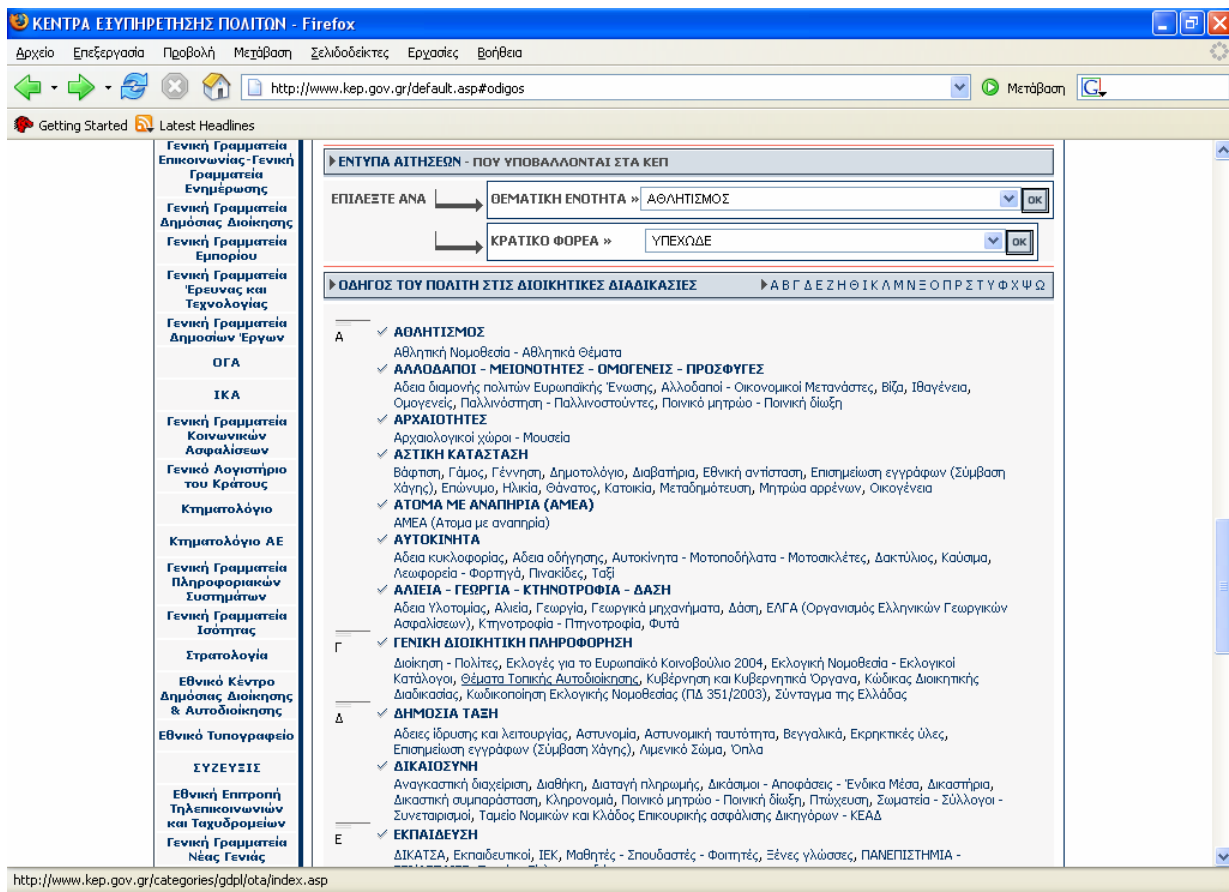 ΚΕΝΤΡΑ ΕΞΥΠΗΡΕΤΗΣΗΣ ΠΟΛΙΤΩΝ - Firefox
Αρχείο Επεξεργασία Προβολή Μετάβαση Σελιδοδείκτες Εργασίες Βοήθεια
http://www.kep.gov.gr/default.asp#odigos
Μετάβαση
G
Getting Started Latest Headlines
Γενική Γραμματεία
Επικοινωνίας-Γενική
Γραμματεία
Ενημέρωσης
Γενική Γραμματεία
Δημόσιας Διοίκησης
Γενική Γραμματεία
Εμπορίου
Γενική Γραμματεία
Έρευνας και
Τεχνολογίας
Γενική Γραμματεία
Δημοσίων Έργων
ΟΓΑ
ΙΚΑ
Γενική Γραμματεία
Κοινωνικών
Ασφαλίσεων
Γενικό Λογιστήριο
του Κράτους
Κτηματολόγιο
Κτηματολόγιο ΑΕ
Γενική Γραμματεία
Πληροφοριακών
Συστημάτων
Γενική Γραμματεία
Ισότητας
Στρατολογία
Εθνικό Κέντρο
Δημόσιας Διοίκησης
& Αυτοδιοίκησης
Εθνικό Τυπογραφείο
ΣΥΖΕΥΞΙΣ
Εθνική Επιτροπή
Τηλεπικοινωνιών
και Ταχυδρομείων
Γενική Γραμματεία
Νέας Γενιάς
ΕΝΤΥΠΑ ΑΙΤΗΣΕΩΝ - ΠΟΥ ΥΠΟΒΑΛΛΟΝΤΑΙ ΣΤΑ ΚΕΠ
ΕΠΙΛΕΞΤΕ ΑΝΑ ΘΕΜΑΤΙΚΗ ΕΝΟΤΗΤΑ » ΑΘΛΗΤΙΣΜΟΣ OK
ΚΡΑΤΙΚΟ ΦΟΡΕΑ » ΥΠΕΧΩΔΕ OK
ΟΔΗΓΟΣ ΤΟΥ ΠΟΛΙΤΗ ΣΤΙΣ ΔΙΟΙΚΗΤΙΚΕΣ ΔΙΑΔΙΚΑΣΙΕΣ Α Β Γ Δ Ε Ζ Η Θ Ι Κ Λ Μ Ν Ξ Ο Π Ρ Σ Τ Υ Φ Χ Ψ Ω
Α ΑΘΛΗΤΙΣΜΟΣ
Αθλητική Νομοθεσία - Αθλητικά Θέματα
ΑΛΛΟΔΑΠΟΙ - ΜΕΙΟΝΟΤΗΤΕΣ - ΟΜΟΓΕΝΕΙΣ - ΠΡΟΣΦΥΓΕΣ
Αδεια διαμονής πολιτών Ευρωπαϊκής Ένωσης, Αλλοδαποί - Οικονομικοί Μετανάστες, Βίζα, Ιθαγένεια,
Ομογενείς, Παλλινόστηση - Παλλινοστούντες, Ποινικό μητρώο - Ποινική δίωξη
ΑΡΧΑΙΟΤΗΤΕΣ
Αρχαιολογικοί χώροι - Μουσεία
ΑΣΤΙΚΗ ΚΑΤΑΣΤΑΣΗ
Βάφτιση, Γάμος, Γέννηση, Δημοτολόγιο, Διαβατήρια, Εθνική αντίσταση, Επισημείωση εγγράφων (Σύμβαση
Χάγης), Επώνυμο, Ηλικία, Θάνατος, Κατοικία, Μεταδημότευση, Μητρώα αρρένων, Οικογένεια
ΑΤΟΜΑ ΜΕ ΑΝΑΠΗΡΙΑ (ΑΜΕΑ)
ΑΜΕΑ (Ατομα με αναπηρία)
ΑΥΤΟΚΙΝΗΤΑ
Αδεια κυκλοφορίας, Αδεια οδήγησης, Αυτοκίνητα - Μοτοποδήλατα - Μοτοσικλέτες, Δακτύλιος, Καύσιμα,
Λεωφορεία - Φορτηγά, Πινακίδες, Ταξί
ΑΛΙΕΙΑ - ΓΕΩΡΓΙΑ - ΚΤΗΝΟΤΡΟΦΙΑ - ΔΑΣΗ
Αδεια Υλοτομίας, Αλιεία, Γεωργία, Γεωργικά μηχανήματα, Δάση, ΕΛΓΑ (Οργανισμός Ελληνικών Γεωργικών
Ασφαλίσεων), Κτηνοτροφία - Πτηνοτροφία, Φυτά
Γ ΓΕΝΙΚΗ ΔΙΟΙΚΗΤΙΚΗ ΠΛΗΡΟΦΟΡΗΣΗ
Διοίκηση - Πολίτες, Εκλογές για το Ευρωπαϊκό Κοινοβούλιο 2004, Εκλογική Νομοθεσία - Εκλογικοί
Κατάλογοι, Θέματα Τοπικής Αυτοδιοίκησης, Κυβέρνηση και Κυβερνητικά Όργανα, Κώδικας Διοικητικής
Διαδικασίας, Κωδικοποίηση Εκλογικής Νομοθεσίας (ΠΔ 351/2003), Σύνταγμα της Ελλάδας
Δ ΔΗΜΟΣΙΑ ΤΑΞΗ
Αδειες ίδρυσης και λειτουργίας, Αστυνομία, Αστυνομική ταυτότητα, Βεγγαλικά, Εκρηκτικές ύλες,
Επισημείωση εγγράφων (Σύμβαση Χάγης), Λιμενικό Σώμα, Όπλα
ΔΙΚΑΙΟΣΥΝΗ
Αναγκαστική διαχείριση, Διαθήκη, Διαταγή πληρωμής, Δικάσιμοι - Αποφάσεις - Ένδικα Μέσα, Δικαστήρια,
Δικαστική συμπαράσταση, Κληρονομιά, Ποινικό μητρώο - Ποινική δίωξη, Πτώχευση, Σωματεία - Σύλλογοι -
Συνεταιρισμοί, Ταμείο Νομικών και Κλάδος Επικουρικής ασφάλισης Δικηγόρων - ΚΕΑΔ
Ε ΕΚΠΑΙΔΕΥΣΗ
ΔΙΚΑΤΣΑ, Εκπαιδευτικοί, ΙΕΚ, Μαθητές - Σπουδαστές - Φοιτητές, Ξένες γλώσσες, ΠΑΝΕΠΙΣΤΗΜΙΑ -
http://www.kep.gov.gr/categories/gdpl/ota/index.asp